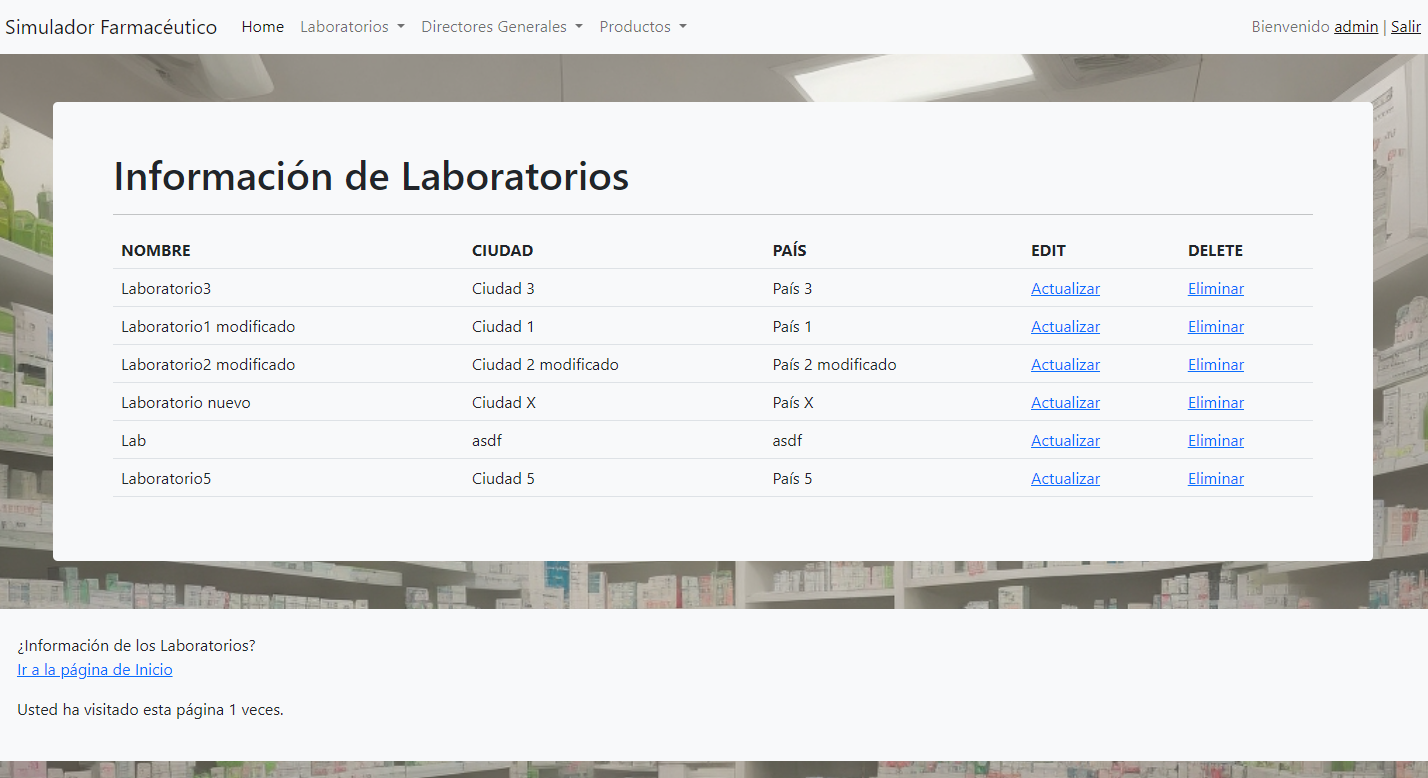 Simulador Farmacéutico Home Laboratorios Directores Generales Productos Bienvenido admin | Salir
Información de Laboratorios
NOMBRE CIUDAD PAÍS EDIT DELETE
Laboratorio3 Ciudad 3 País 3 Actualizar Eliminar
Laboratorio1 modificado Ciudad 1 País 1 Actualizar Eliminar
Laboratorio2 modificado Ciudad 2 modificado País 2 modificado Actualizar Eliminar
Laboratorio nuevo Ciudad X País X Actualizar Eliminar
Lab asdf asdf Actualizar Eliminar
Laboratorio5 Ciudad 5 País 5 Actualizar Eliminar
¿Información de los Laboratorios?
Ir a la página de Inicio
Usted ha visitado esta página 1 veces.